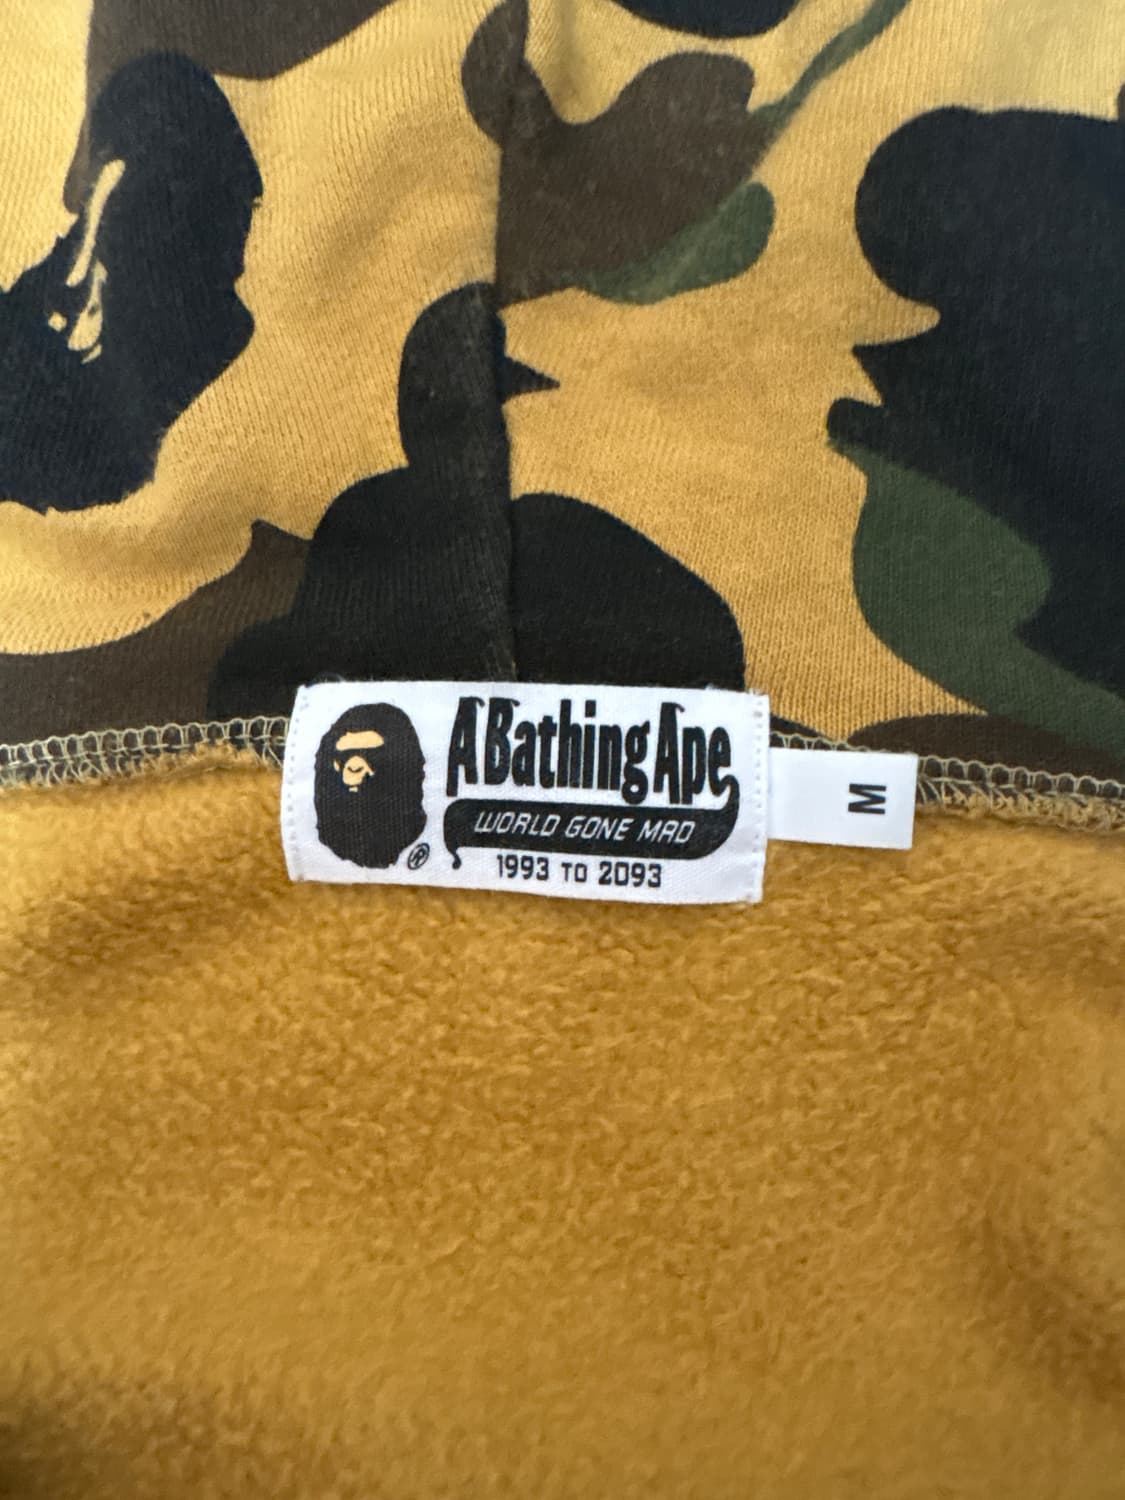 A Bathing Ape
WORLD GONE MAD
1993 TO 2093
®
M